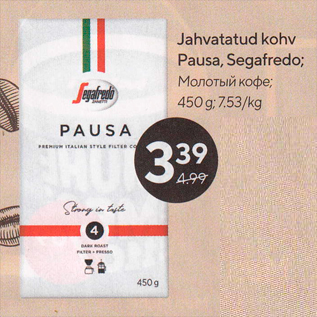 Jahvatatud kohv
Pausa, Segafredo;
Молотый кофе;
450 g; 7.53/kg
3 39
4.99
Segafredo
ZANETTI
PAUSA
PREMIUM ITALIAN STYLE FILTER CO
Strong in taste
4
DARK ROAST
FILTER + PRESSO
450 g